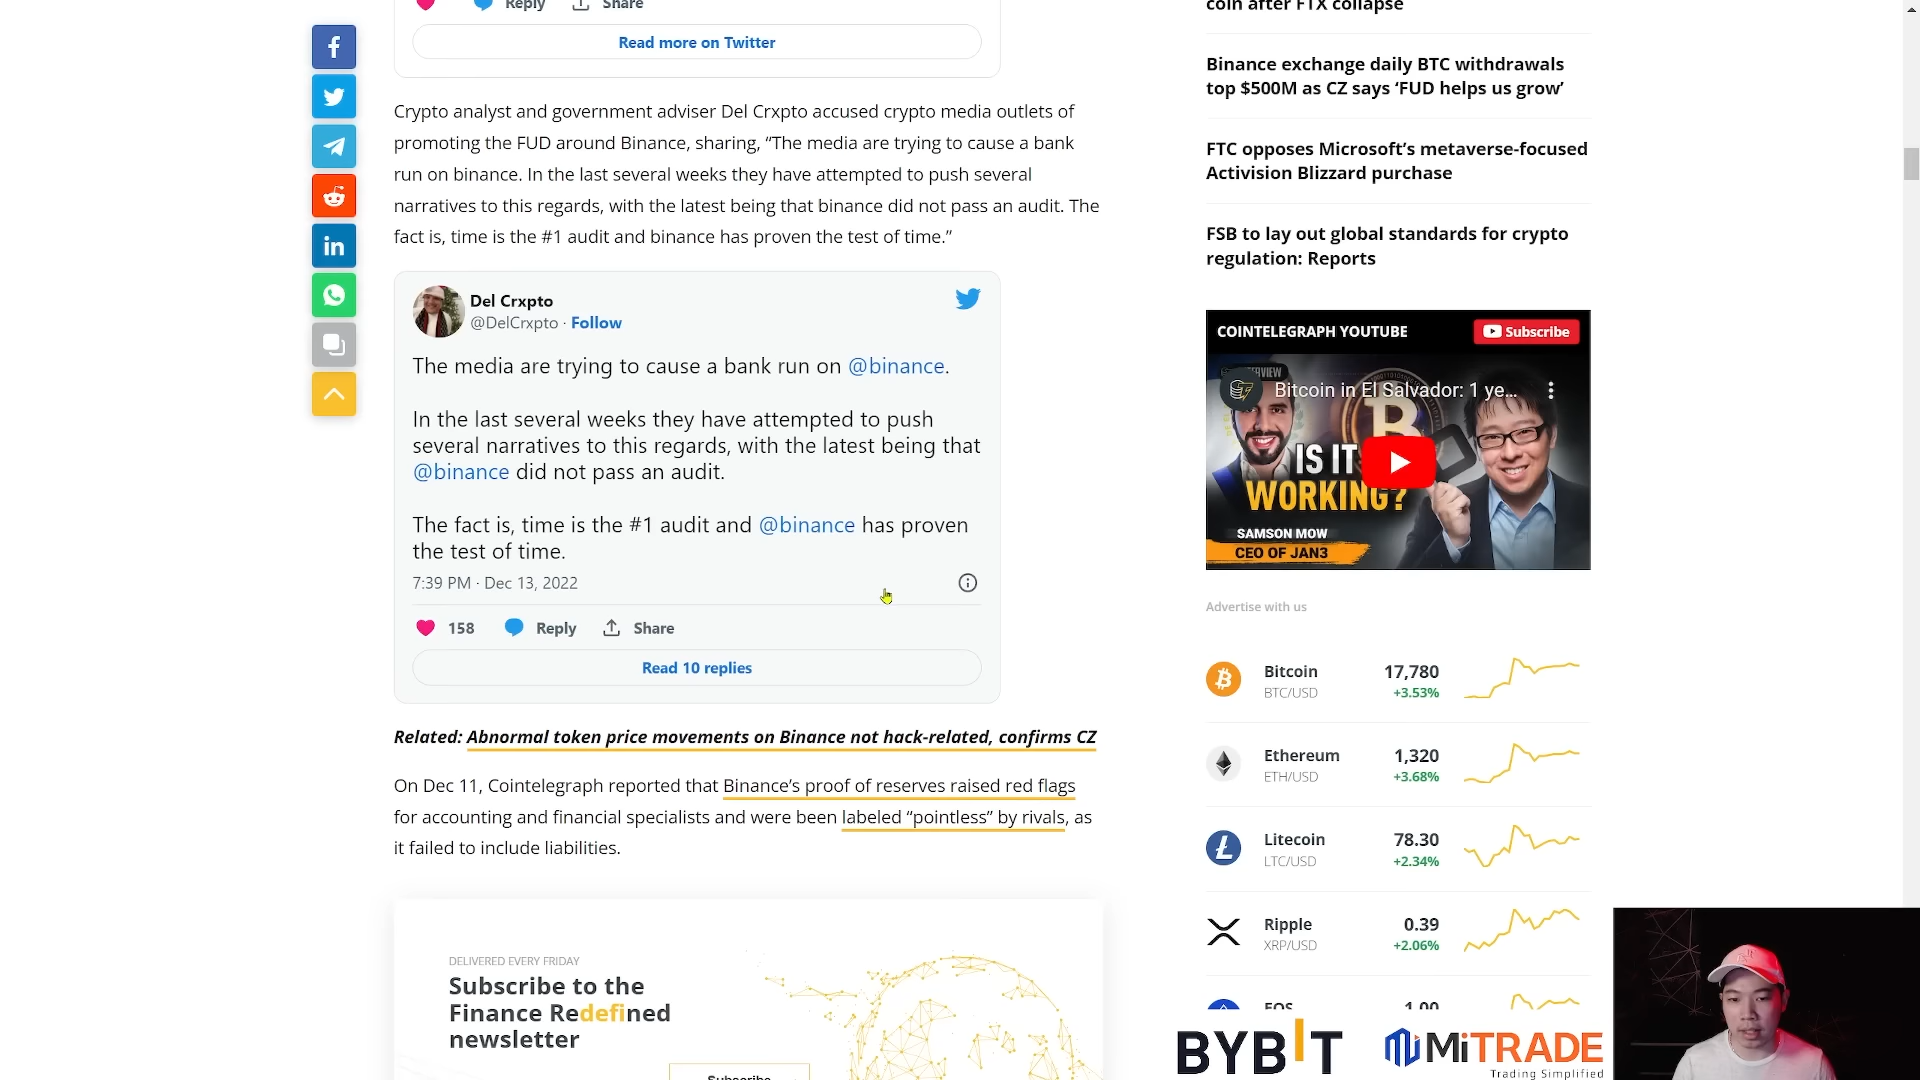 Reply
Share
Read more on Twitter
Crypto analyst and government adviser Del Crxpto accused crypto media outlets of
promoting the FUD around Binance, sharing, “The media are trying to cause a bank
run on binance. In the last several weeks they have attempted to push several
narratives to this regards, with the latest being that binance did not pass an audit. The
fact is, time is the #1 audit and binance has proven the test of time.”
Del Crxpto
@DelCrxpto · Follow
The media are trying to cause a bank run on @binance.
In the last several weeks they have attempted to push
several narratives to this regards, with the latest being that
@binance did not pass an audit.
The fact is, time is the #1 audit and @binance has proven
the test of time.
7:39 PM · Dec 13, 2022
158 Reply Share
Read 10 replies
Related: Abnormal token price movements on Binance not hack-related, confirms CZ
On Dec 11, Cointelegraph reported that Binance’s proof of reserves raised red flags
for accounting and financial specialists and were been labeled “pointless” by rivals, as
it failed to include liabilities.
DELIVERED EVERY FRIDAY
Subscribe to the
Finance Redefined
newsletter
Subscribe
coin after FTX collapse
Binance exchange daily BTC withdrawals
top $500M as CZ says ‘FUD helps us grow’
FTC opposes Microsoft’s metaverse-focused
Activision Blizzard purchase
FSB to lay out global standards for crypto
regulation: Reports
COINTELEGRAPH YOUTUBE
Subscribe
Bitcoin in El Salvador: 1 ye...
IS IT
WORKING?
SAMSON MOW
CEO OF JAN3
Advertise with us
Bitcoin 17,780
BTC/USD +3.53%
Ethereum 1,320
ETH/USD +3.68%
Litecoin 78.30
LTC/USD +2.34%
Ripple 0.39
XRP/USD +2.06%
EOS 1.00
BYBIT
MiTRADE
Trading Simplified